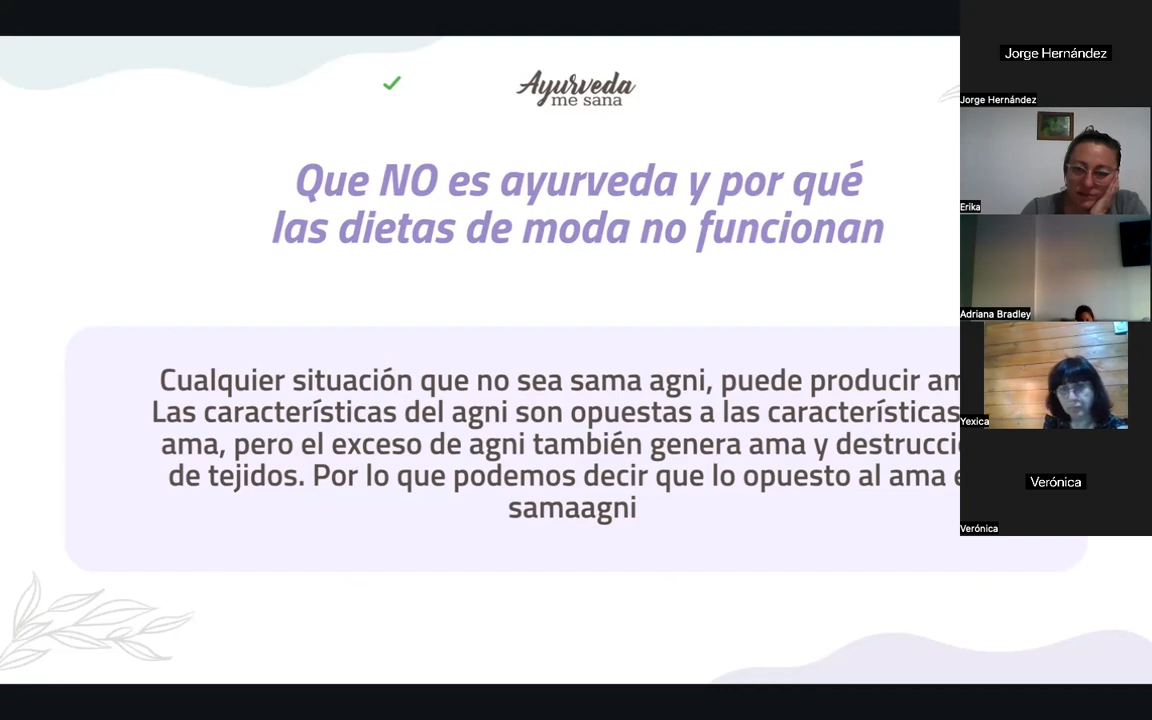 Ayurveda
me sana
Que NO es ayurveda y por qué
las dietas de moda no funcionan
Cualquier situación que no sea sama agni, puede producir
Las características del agni son opuestas a las características
ama, pero el exceso de agni también genera ama y
de tejidos. Por lo que podemos decir que lo opuesto al ama
samaagni
Jorge Hernández
Jorge Hernández
Erika
Adriana Bradley
Yexica
Verónica
Verónica